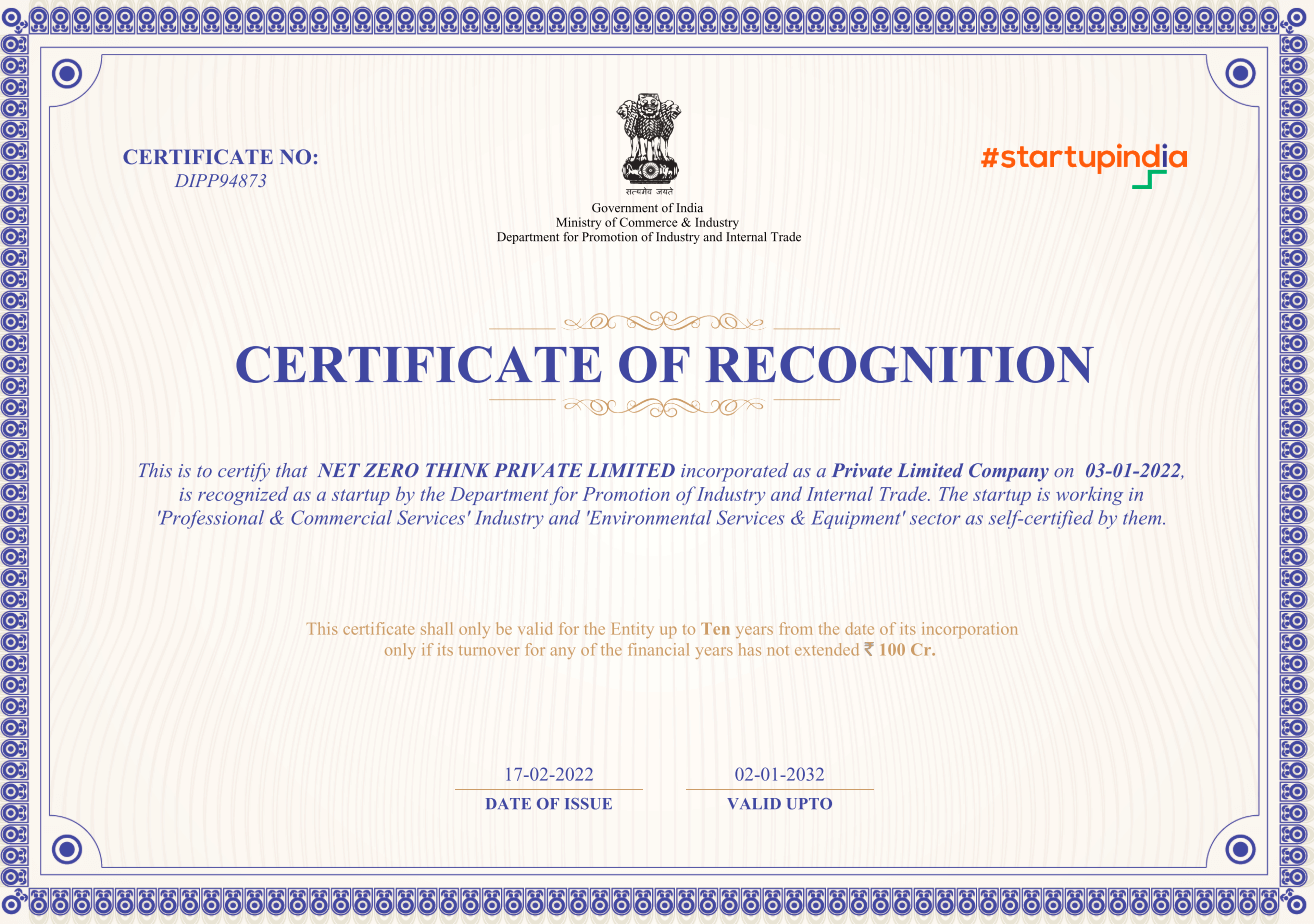 CERTIFICATE NO:
DIPP94873
सत्यमेव जयते
Government of India
Ministry of Commerce & Industry
Department for Promotion of Industry and Internal Trade
#startupindia
CERTIFICATE OF RECOGNITION
This is to certify that NET ZERO THINK PRIVATE LIMITED incorporated as a Private Limited Company on 03-01-2022,
is recognized as a startup by the Department for Promotion of Industry and Internal Trade. The startup is working in
'Professional & Commercial Services' Industry and 'Environmental Services & Equipment' sector as self-certified by them.
This certificate shall only be valid for the Entity up to Ten years from the date of its incorporation
only if its turnover for any of the financial years has not extended ₹ 100 Cr.
17-02-2022
DATE OF ISSUE
02-01-2032
VALID UPTO